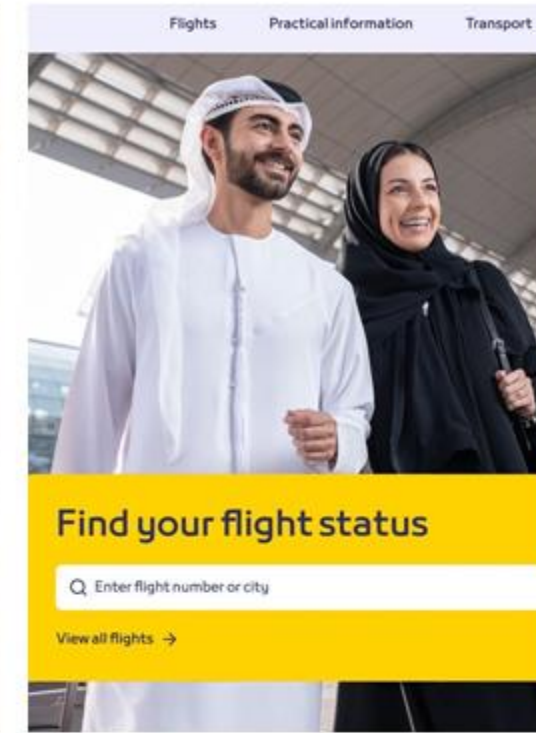 Flights Practical information Transport
Find your flight status
Enter flight number or city
View all flights →